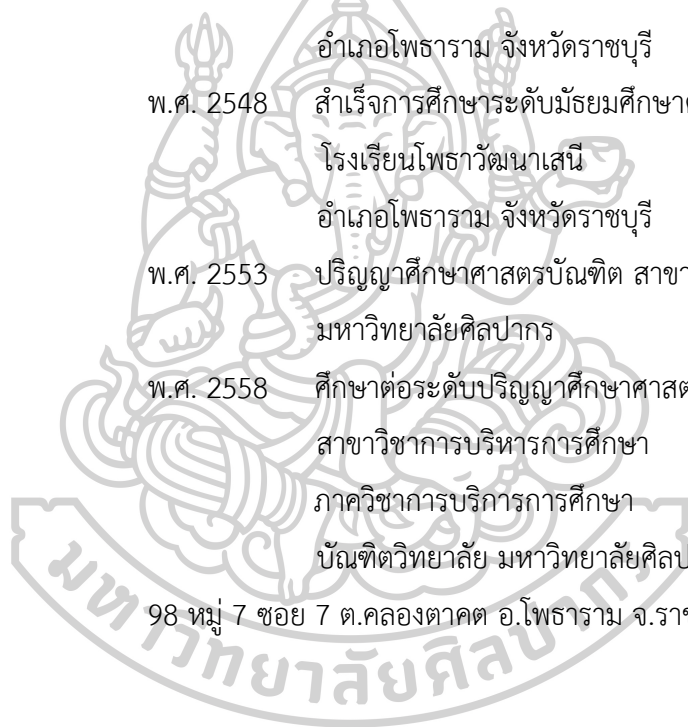 อำเภอโพธาราม จังหวัดราชบุรี
พ.ศ. 2548 สำเร็จการศึกษาระดับมัธยมศึกษา
โรงเรียนโพธาวัฒนาเสนี
อำเภอโพธาราม จังหวัดราชบุรี
พ.ศ. 2553 ปริญญาศึกษาศาสตรบัณฑิต สาขา
มหาวิทยาลัยศิลปากร
พ.ศ. 2558 ศึกษาต่อระดับปริญญาศึกษาศาสต
สาขาวิชาการบริหารการศึกษา
ภาควิชาการบริการการศึกษา
บัณฑิตวิทยาลัย มหาวิทยาลัยศิลป
98 หมู่ 7 ซอย 7 ต.คลองตาคต อ.โพธาราม จ.ราช
มหาวิทยาลัยศิลปากร